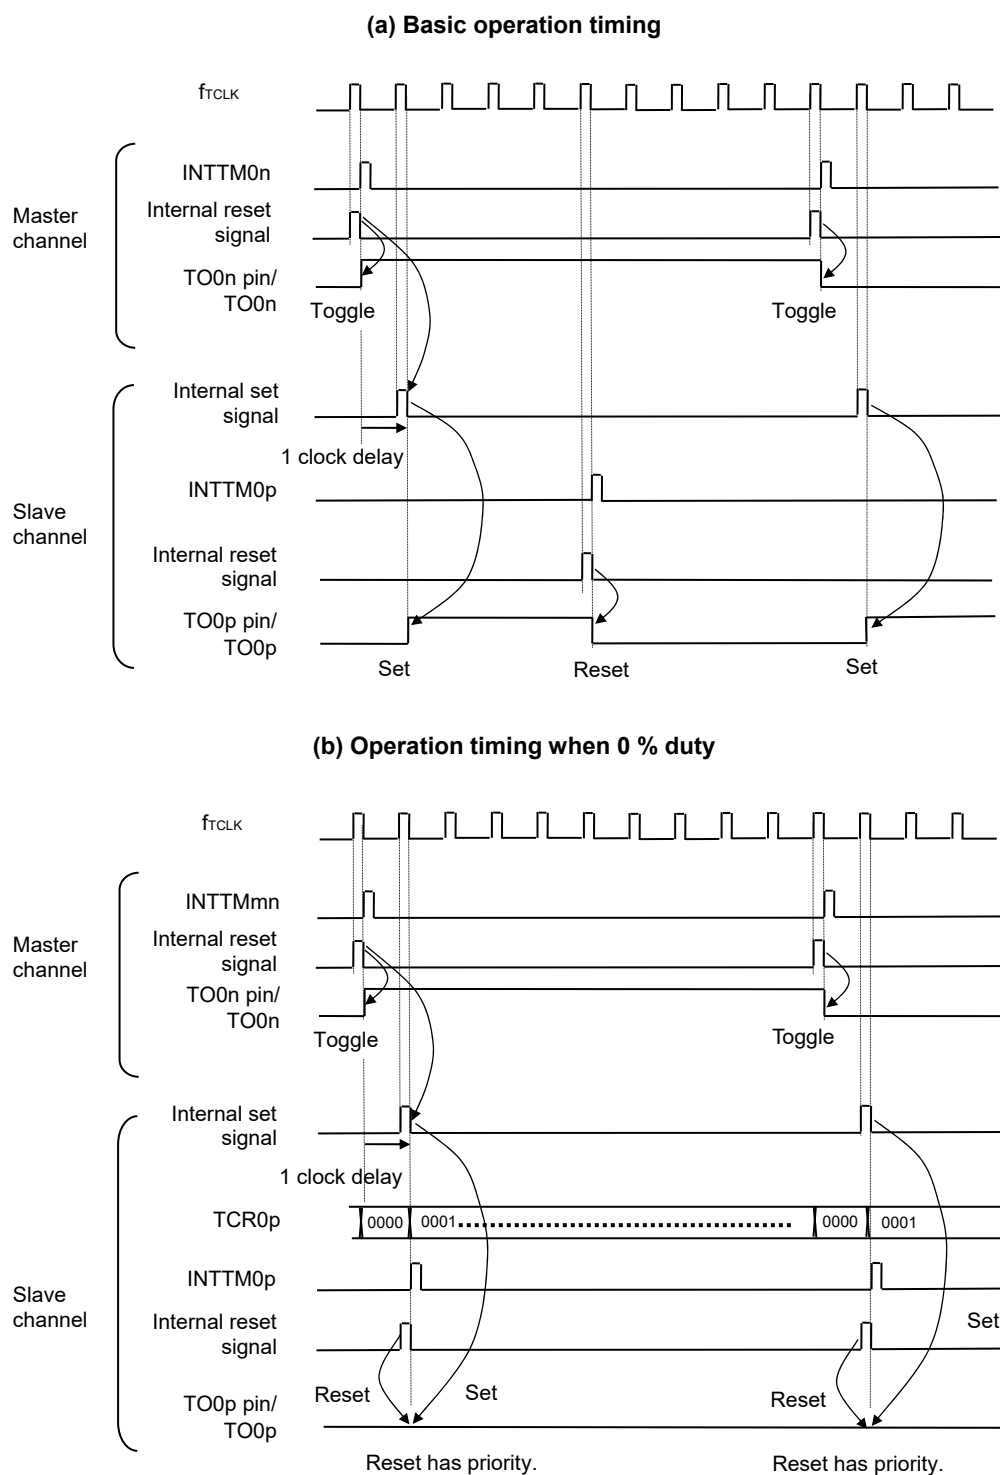 (a) Basic operation timing
fTCLK
INTTM0n
Master
channel
Internal reset
signal
TO0n pin/
TO0n
Toggle
Toggle
Internal set
signal
1 clock delay
INTTM0p
Slave
channel
Internal reset
signal
TO0p pin/
TO0p
Set
Reset
Set
(b) Operation timing when 0 % duty
fTCLK
INTTMmn
Master
channel
Internal reset
signal
TO0n pin/
TO0n
Toggle
Toggle
Internal set
signal
1 clock delay
TCR0p
0000
0001
0000
0001
INTTM0p
Slave
channel
Internal reset
signal
Set
Reset
Set
Reset
TO0p pin/
TO0p
Reset has priority.
Reset has priority.